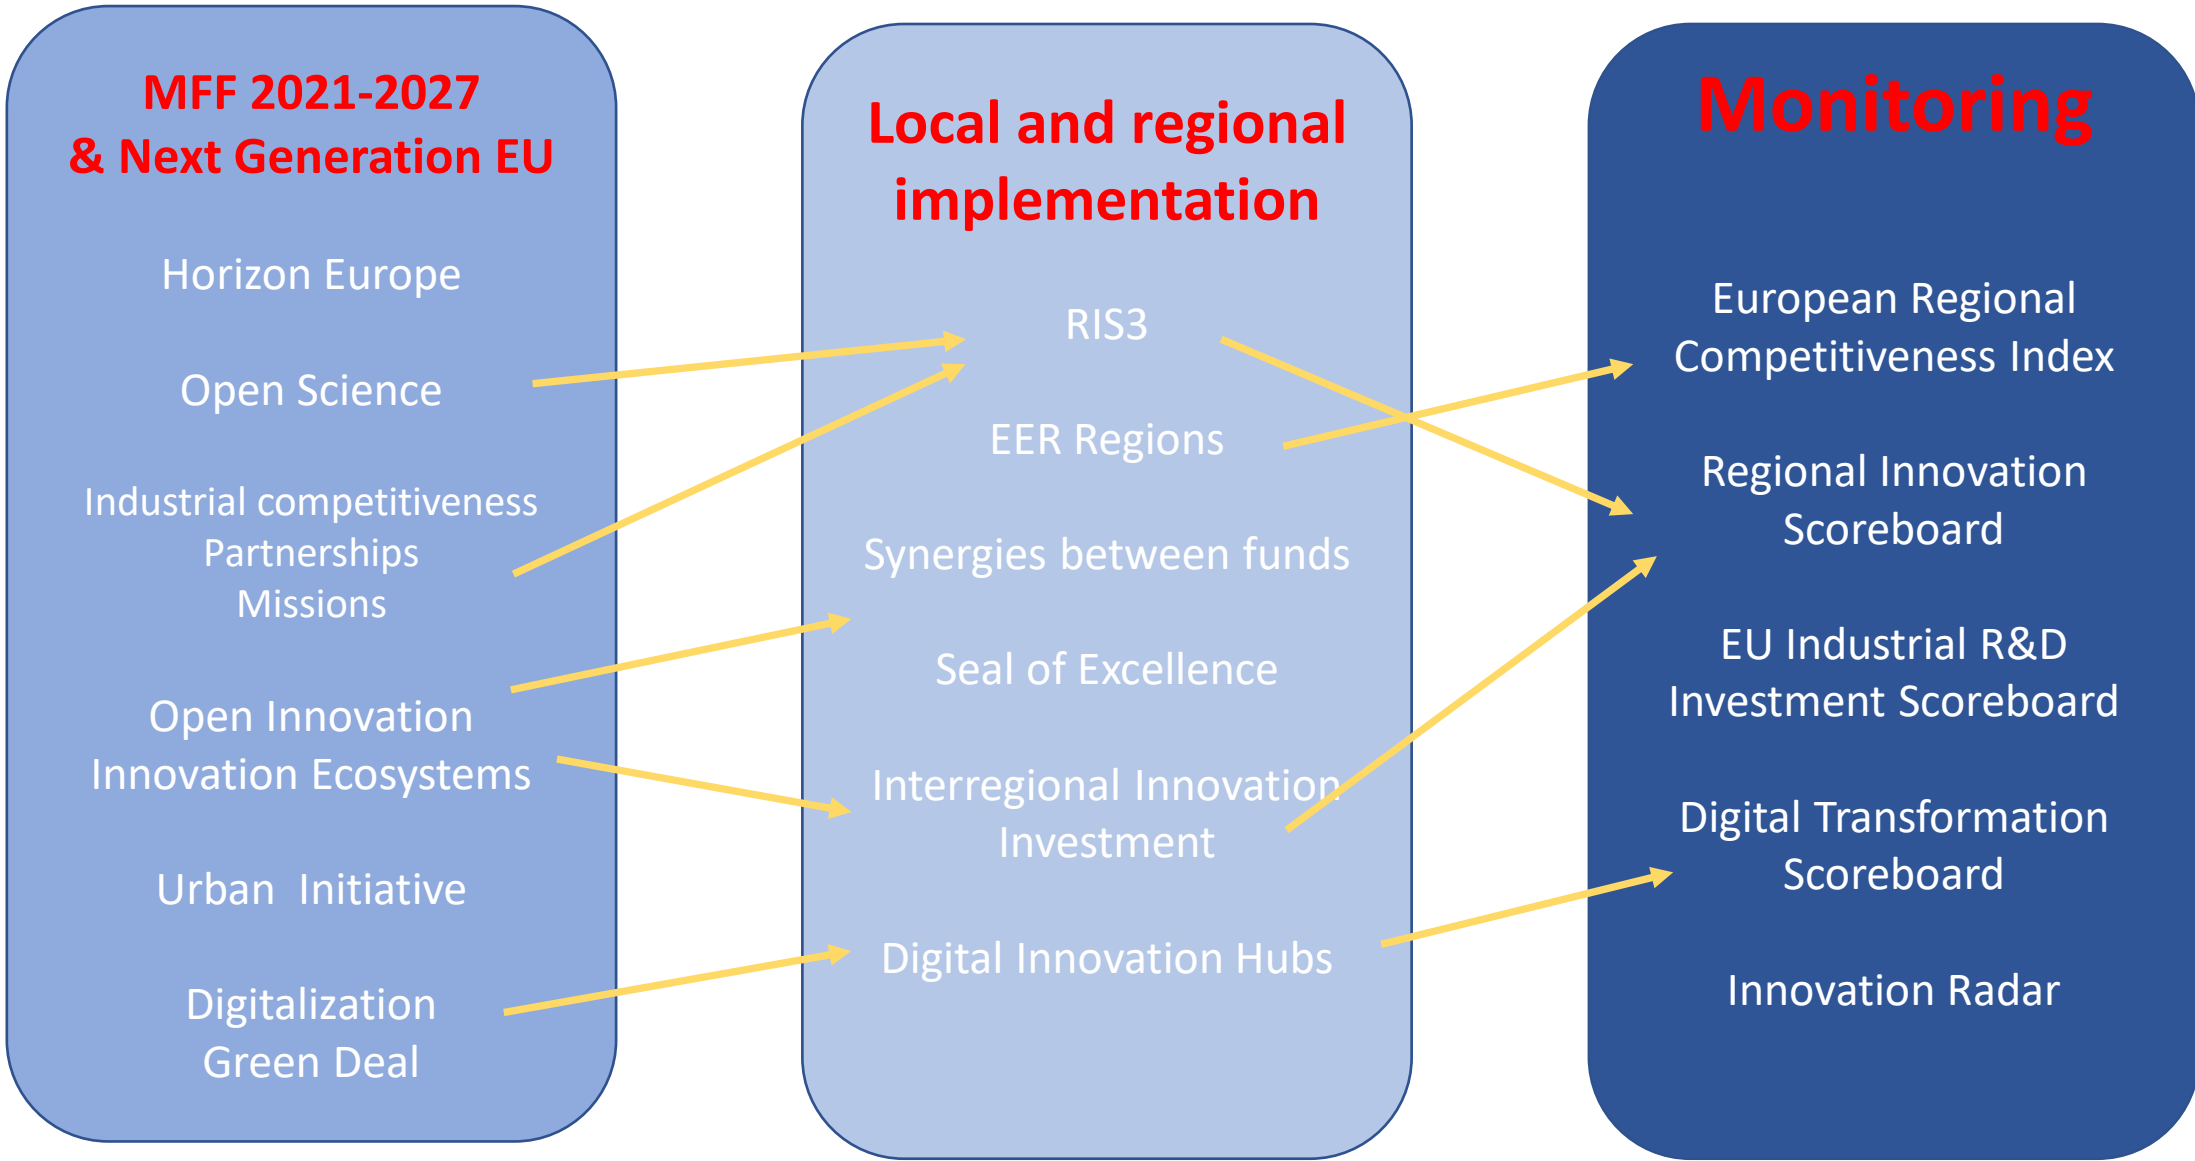 MFF 2021-2027
& Next Generation EU
Horizon Europe
Open Science
Industrial competitiveness
Partnerships
Missions
Open Innovation
Innovation Ecosystems
Urban  Initiative
Digitalization
Green Deal
Local and regional
implementation
RIS3
EER Regions
Synergies between funds
Seal of Excellence
Interregional Innovation
Investment
Digital Innovation Hubs
Monitoring
European Regional
Competitiveness Index
Regional Innovation
Scoreboard
EU Industrial R&D
Investment Scoreboard
Digital Transformation
Scoreboard
Innovation Radar